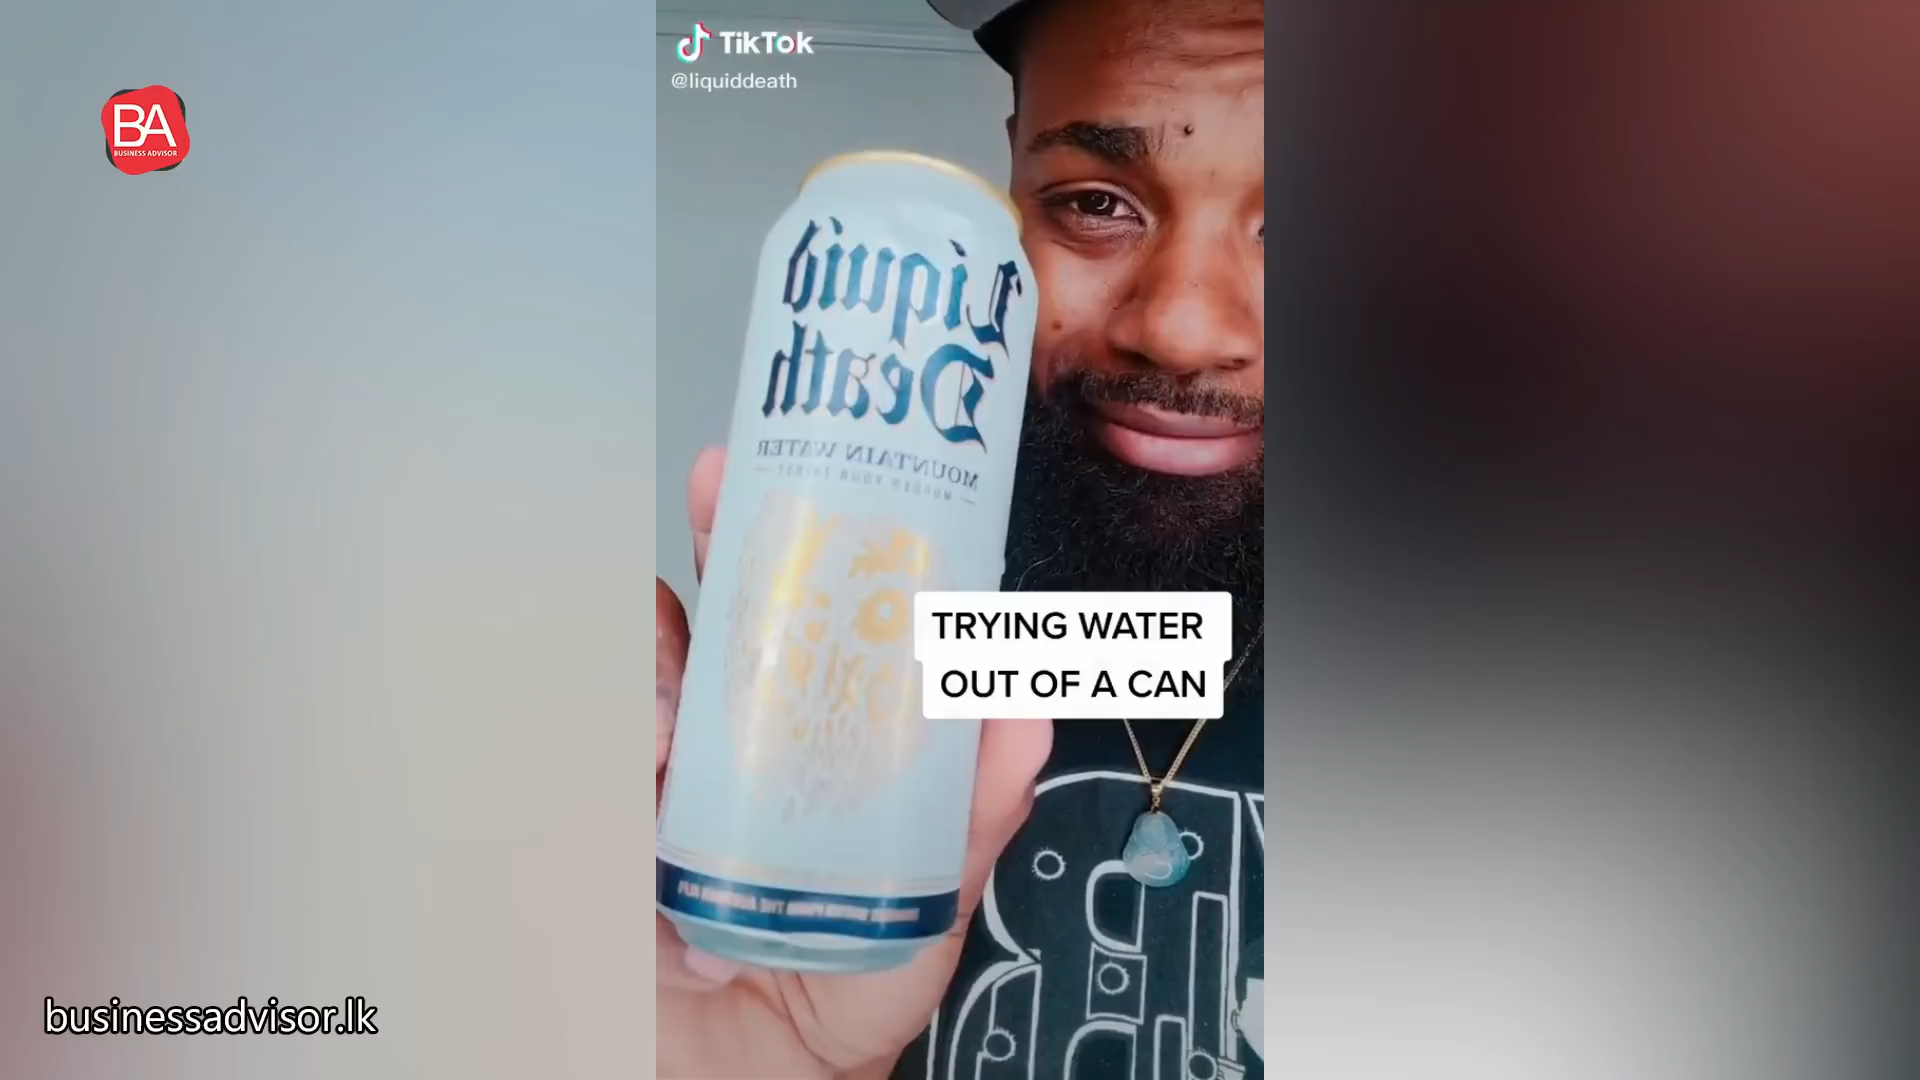 TikTok
@liquiddeath
BA
BUSINESS ADVISOR
Liquid
Death
MOUNTAIN WATER
MURDER YOUR THIRST
TRYING WATER
OUT OF A CAN
businessadvisor.lk